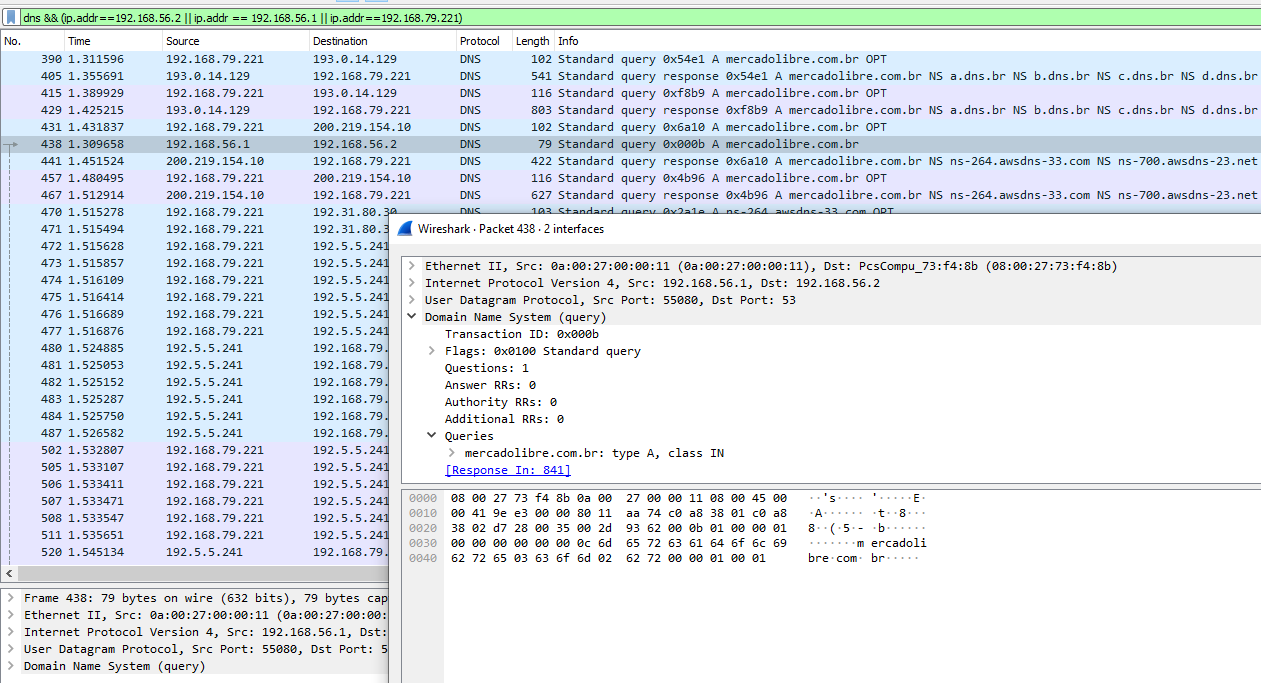 dns && (ip.addr==192.168.56.2 || ip.addr == 192.168.56.1 || ip.addr==192.168.79.221)
No. Time Source Destination Protocol Length Info
390 1.311596 192.168.79.221 193.0.14.129 DNS 102 Standard query 0x54e1 A mercadolibre.com.br OPT
405 1.355691 193.0.14.129 192.168.79.221 DNS 541 Standard query response 0x54e1 A mercadolibre.com.br NS a.dns.br NS b.dns.br NS c.dns.br NS d.dns.br
415 1.389929 192.168.79.221 193.0.14.129 DNS 116 Standard query 0xf8b9 A mercadolibre.com.br OPT
429 1.425215 193.0.14.129 192.168.79.221 DNS 803 Standard query response 0xf8b9 A mercadolibre.com.br NS a.dns.br NS b.dns.br NS c.dns.br NS d.dns.br
431 1.431837 192.168.79.221 200.219.154.10 DNS 102 Standard query 0x6a10 A mercadolibre.com.br OPT
438 1.309658 192.168.56.1 192.168.56.2 DNS 79 Standard query 0x000b A mercadolibre.com.br
441 1.451524 200.219.154.10 192.168.79.221 DNS 422 Standard query response 0x6a10 A mercadolibre.com.br NS ns-264.awsdns-33.com NS ns-700.awsdns-23.net
457 1.480495 192.168.79.221 200.219.154.10 DNS 116 Standard query 0x4b96 A mercadolibre.com.br OPT
467 1.512914 200.219.154.10 192.168.79.221 DNS 627 Standard query response 0x4b96 A mercadolibre.com.br NS ns-264.awsdns-33.com NS ns-700.awsdns-23.net
470 1.515278 192.168.79.221 192.31.80.30 DNS 103 Standard query 0x2a1e A ns-264.awsdns-33.com OPT
471 1.515494 192.168.79.221 192.31.80.3
472 1.515628 192.168.79.221 192.5.5.241
473 1.515857 192.168.79.221 192.5.5.241
474 1.516109 192.168.79.221 192.5.5.241
475 1.516414 192.168.79.221 192.5.5.241
476 1.516689 192.168.79.221 192.5.5.241
477 1.516876 192.168.79.221 192.5.5.241
480 1.524885 192.5.5.241 192.168.79.
481 1.525053 192.5.5.241 192.168.79.
482 1.525152 192.5.5.241 192.168.79.
483 1.525287 192.5.5.241 192.168.79.
484 1.525750 192.5.5.241 192.168.79.
487 1.526582 192.5.5.241 192.168.79.
502 1.532807 192.168.79.221 192.5.5.241
505 1.533107 192.168.79.221 192.5.5.241
506 1.533411 192.168.79.221 192.5.5.241
507 1.533471 192.168.79.221 192.5.5.241
508 1.533547 192.168.79.221 192.5.5.241
511 1.535651 192.168.79.221 192.5.5.241
520 1.545134 192.5.5.241 192.168.79.
Frame 438: 79 bytes on wire (632 bits), 79 bytes cap
Ethernet II, Src: 0a:00:27:00:00:11 (0a:00:27:00:00:
Internet Protocol Version 4, Src: 192.168.56.1, Dst:
User Datagram Protocol, Src Port: 55080, Dst Port: 5
Domain Name System (query)
Wireshark · Packet 438 · 2 interfaces
Ethernet II, Src: 0a:00:27:00:00:11 (0a:00:27:00:00:11), Dst: PcsCompu_73:f4:8b (08:00:27:73:f4:8b)
Internet Protocol Version 4, Src: 192.168.56.1, Dst: 192.168.56.2
User Datagram Protocol, Src Port: 55080, Dst Port: 53
Domain Name System (query)
Transaction ID: 0x000b
Flags: 0x0100 Standard query
Questions: 1
Answer RRs: 0
Authority RRs: 0
Additional RRs: 0
Queries
mercadolibre.com.br: type A, class IN
[Response In: 841]
0000 08 00 27 73 f4 8b 0a 00 27 00 00 11 08 00 45 00 ··'s···· '·····E·
0010 00 41 9e e3 00 00 80 11 aa 74 c0 a8 38 01 c0 a8 ·A······ ·t··8···
0020 38 02 d7 28 00 35 00 2d 93 62 00 0b 01 00 00 01 8··(·5·- ·b······
0030 00 00 00 00 00 00 0c 6d 65 72 63 61 64 6f 6c 69 ·······m ercadoli
0040 62 72 65 03 63 6f 6d 02 62 72 00 00 01 00 01 bre·com· br·····